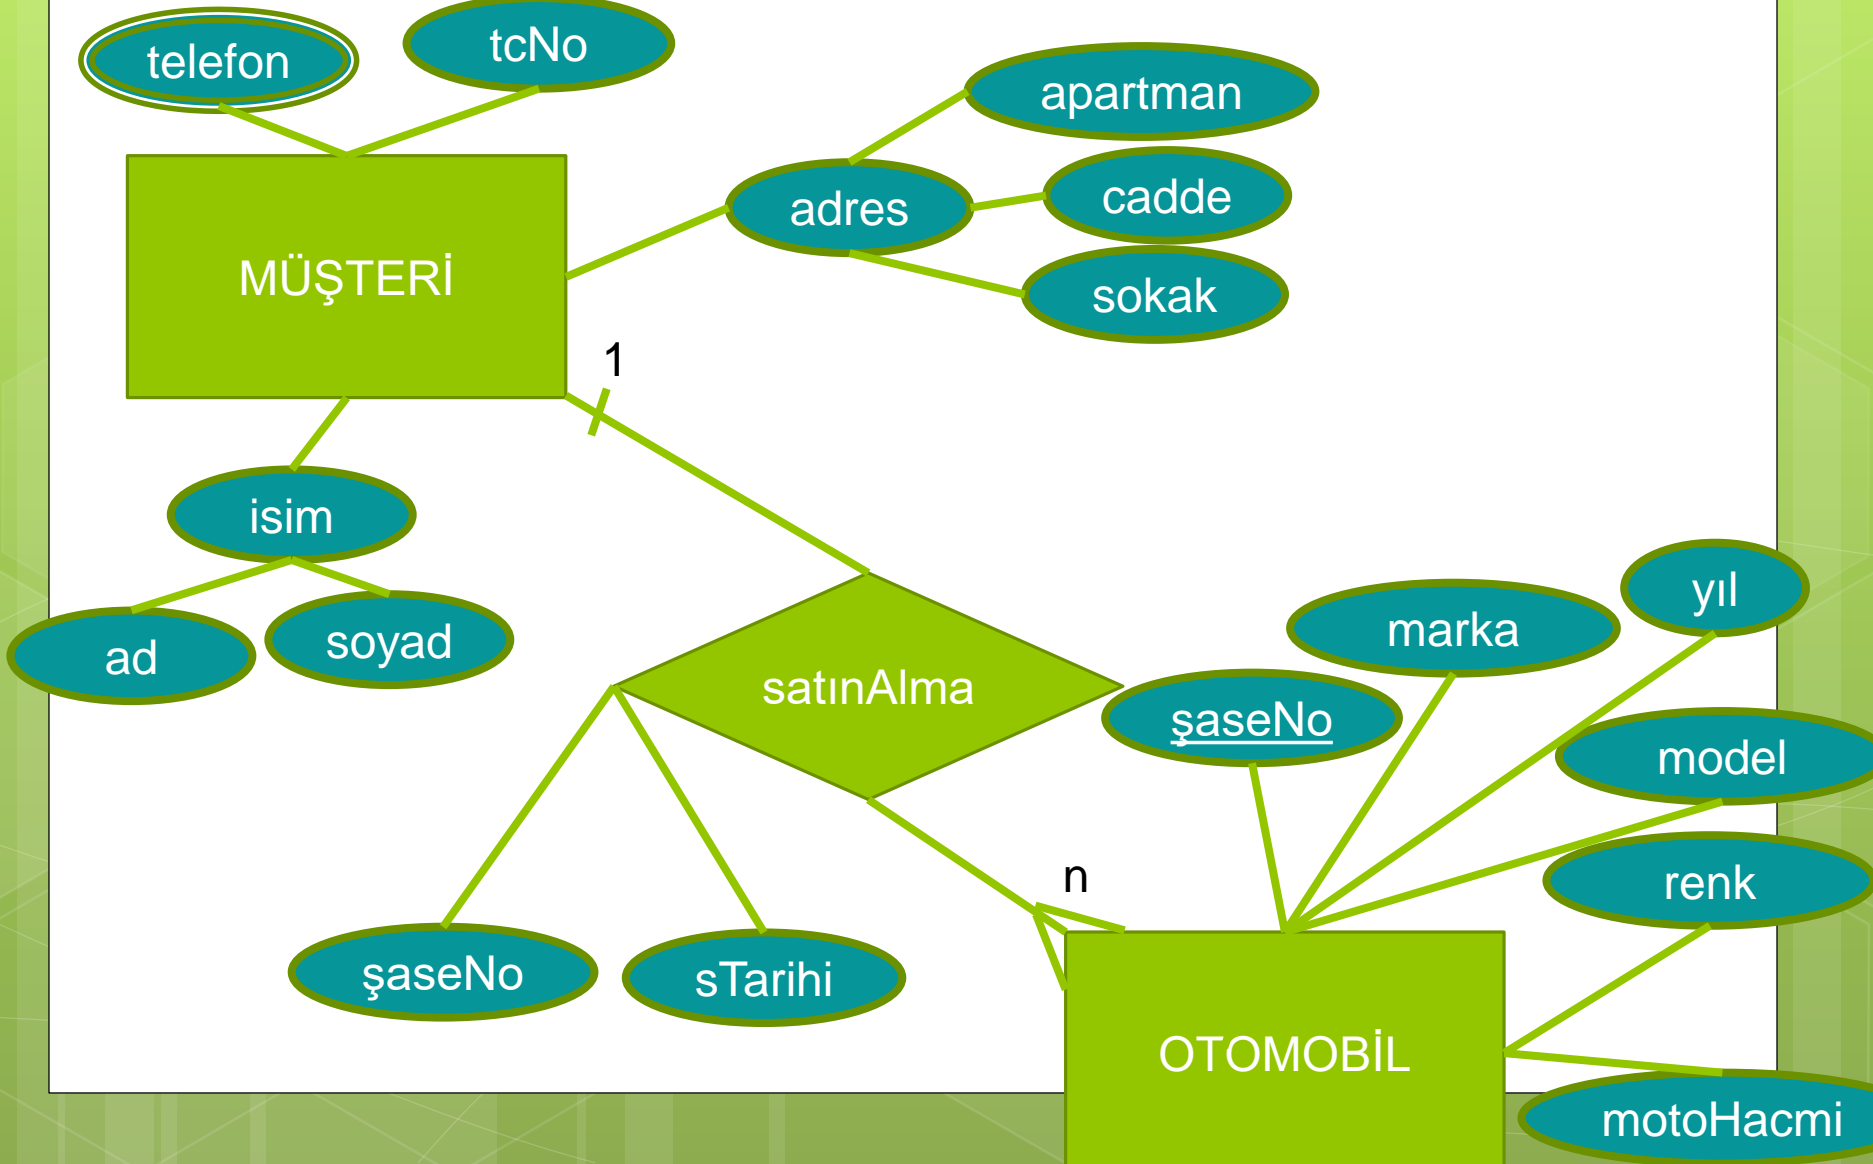 telefon
tcNo
apartman
adres
cadde
MÜŞTERİ
sokak
1
isim
ad
soyad
satınAlma
yıl
marka
şaseNo
model
n
renk
şaseNo
sTarihi
OTOMOBİL
motoHacmi